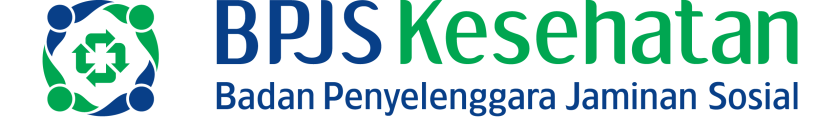 BPJS Kesehatan
Badan Penyelenggara Jaminan Sosial